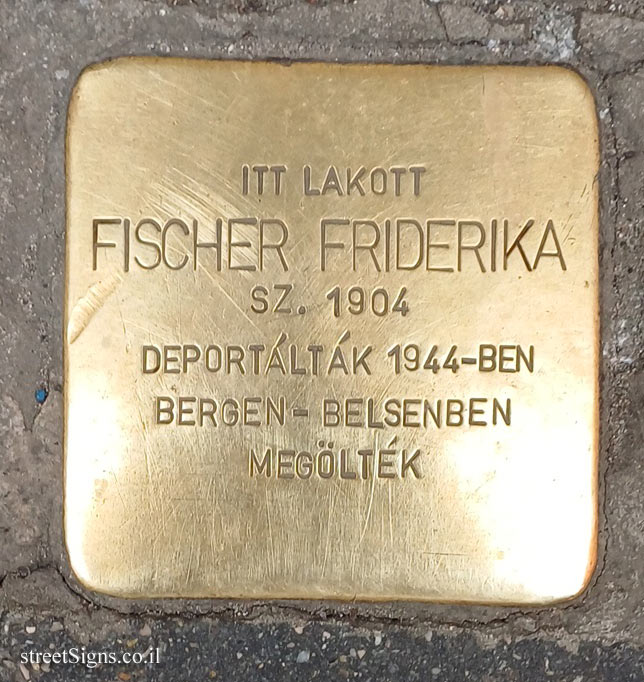 ITT LAKOTT
FISCHER FRIDERIKA
SZ. 1904
DEPORTÁLTÁK 1944-BEN
BERGEN - BELSENBEN
MEGÖLTÉK
streetSigns.co.il